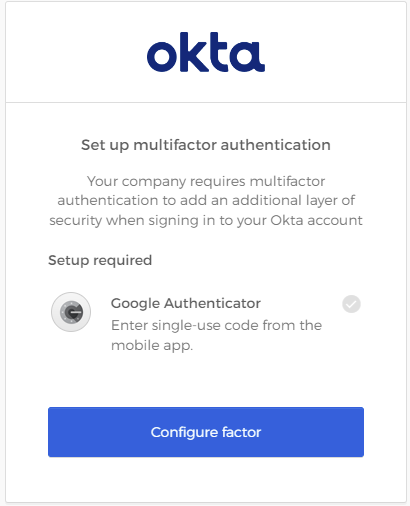 okta
Set up multifactor authentication
Your company requires multifactor
authentication to add an additional layer of
security when signing in to your Okta account
Setup required
Google Authenticator
Enter single-use code from the
mobile app.
Configure factor